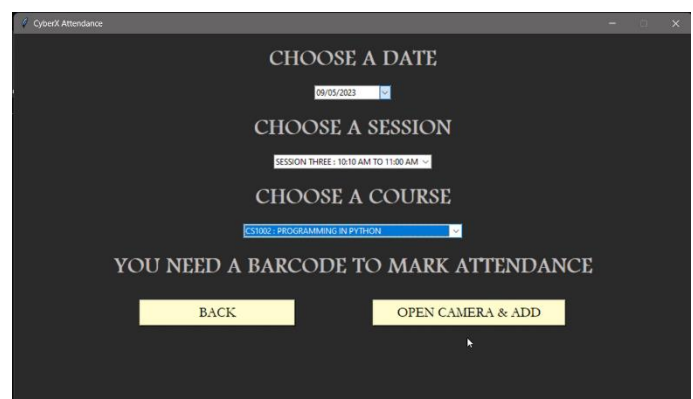 CyberX Attendance
CHOOSE A DATE
09/05/2023
CHOOSE A SESSION
SESSION THREE : 10:10 AM TO 11:00 AM
CHOOSE A COURSE
CS1002 : PROGRAMMING IN PYTHON
YOU NEED A BARCODE TO MARK ATTENDANCE
BACK
OPEN CAMERA & ADD